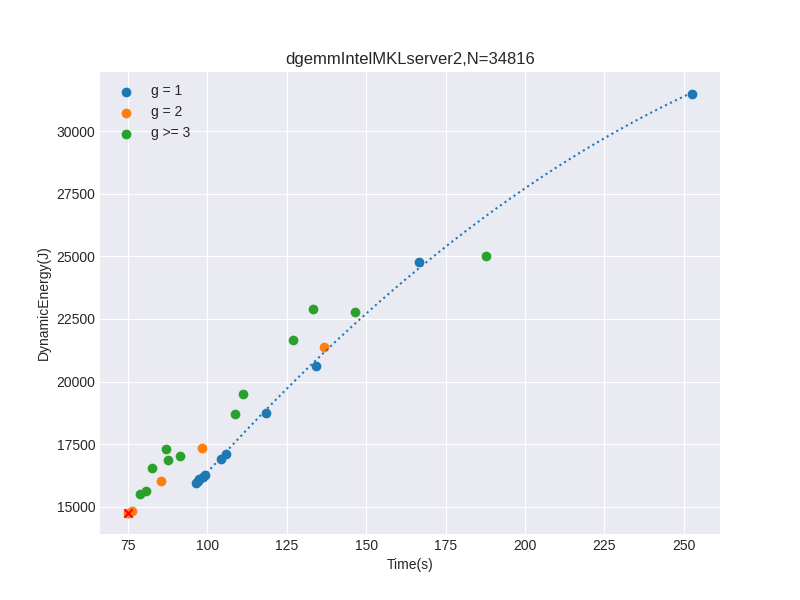 dgemmIntelMKLserver2,N=34816
g = 1
g = 2
g >= 3
DynamicEnergy(J)
30000
27500
25000
22500
20000
17500
15000
75 100 125 150 175 200 225 250
Time(s)